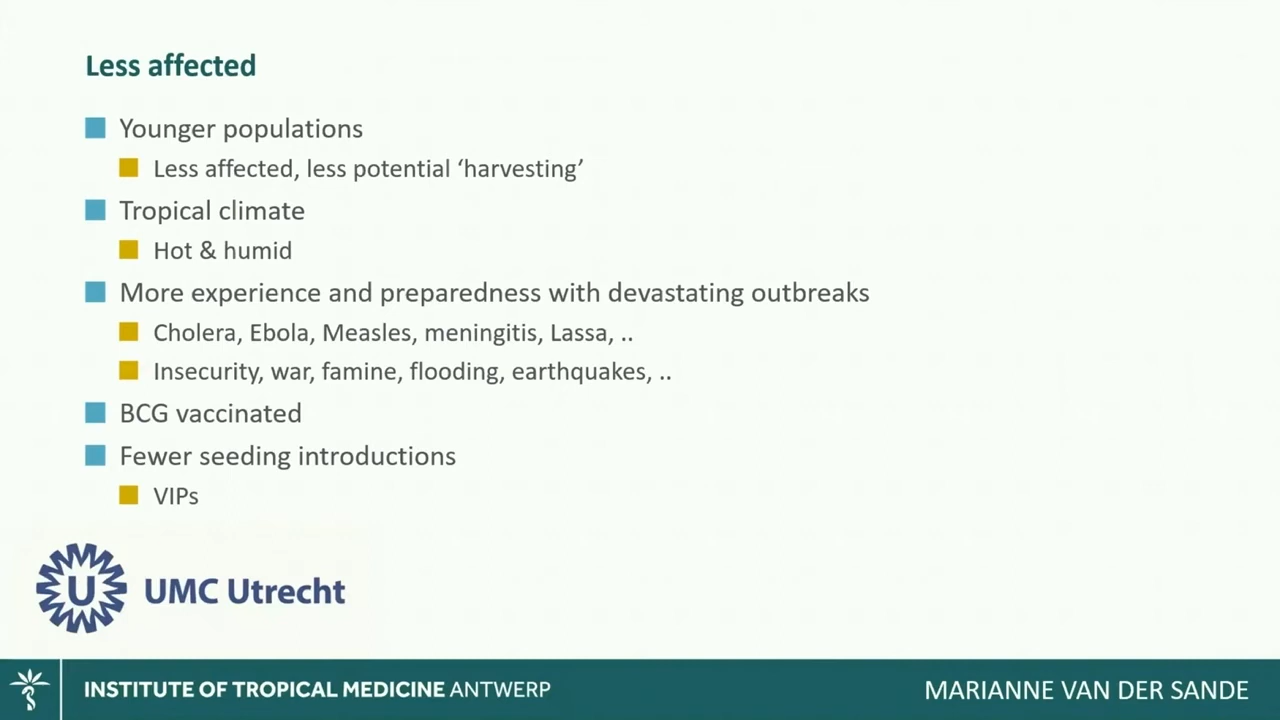 Less affected
Younger populations
Less affected, less potential ‘harvesting’
Tropical climate
Hot & humid
More experience and preparedness with devastating outbreaks
Cholera, Ebola, Measles, meningitis, Lassa, ..
Insecurity, war, famine, flooding, earthquakes, ..
BCG vaccinated
Fewer seeding introductions
VIPs
U
UMC Utrecht
INSTITUTE OF TROPICAL MEDICINE ANTWERP
MARIANNE VAN DER SANDE